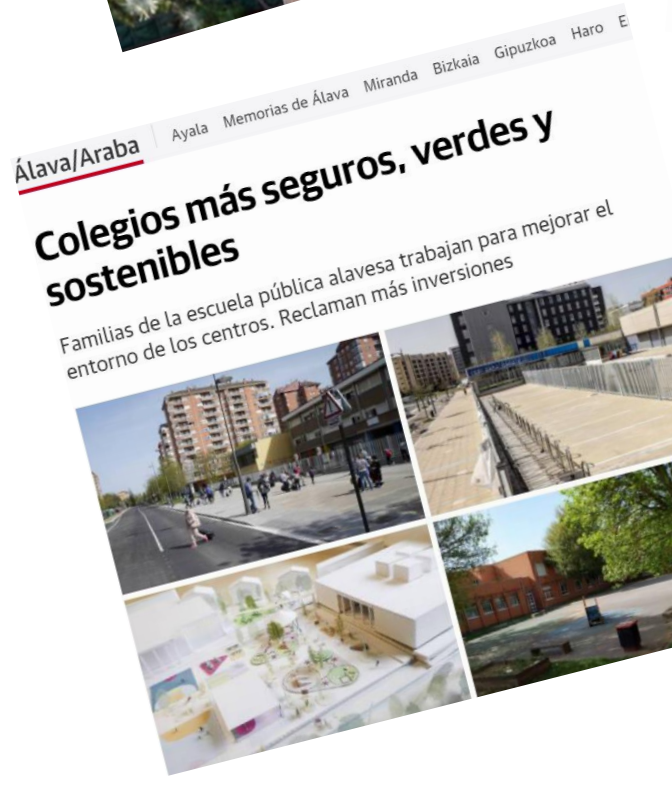 Álava/Araba
Ayala Memorias de Álava Miranda Bizkaia Gipuzkoa Haro
Colegios más seguros, verdes y
sostenibles
Familias de la escuela pública alavesa trabajan para mejorar el
entorno de los centros. Reclaman más inversiones